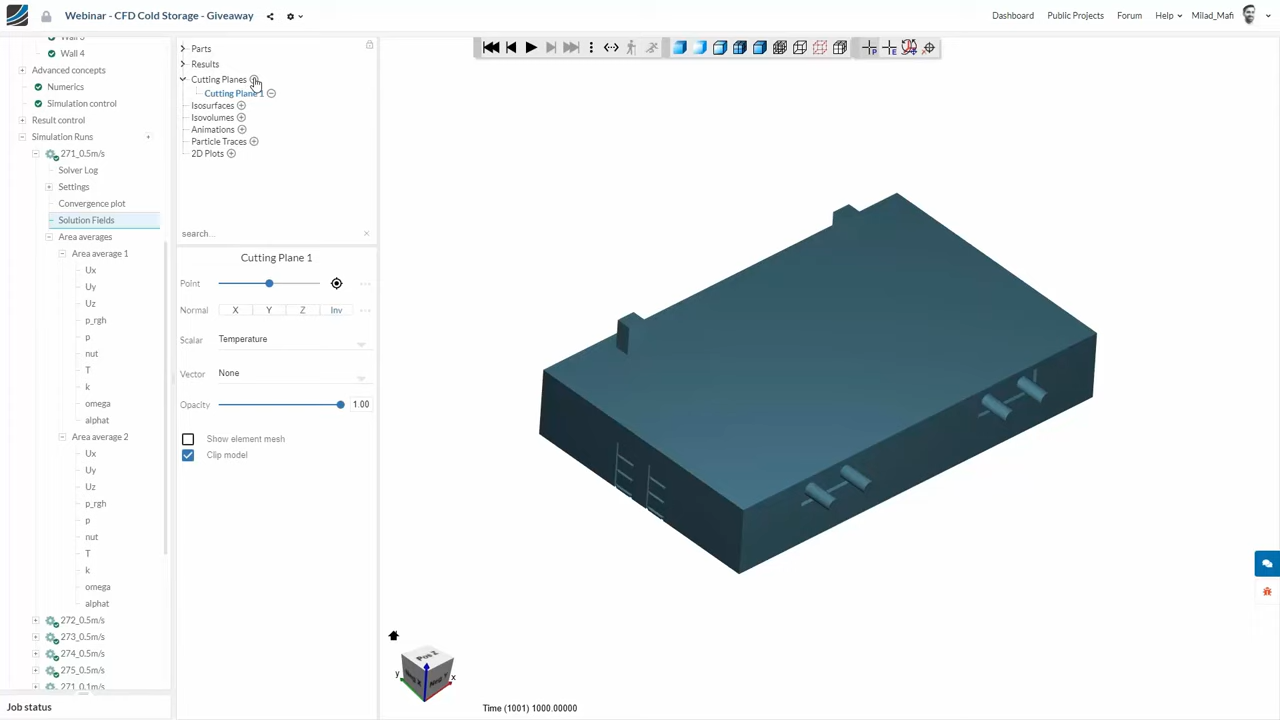 Webinar - CFD Cold Storage - Giveaway
Dashboard
Public Projects
Forum
Help
Milad_Mafi
Wall 4
Advanced concepts
Numerics
Simulation control
Result control
Simulation Runs
271_0.5m/s
Solver Log
Settings
Convergence plot
Solution Fields
Area averages
Area average 1
Ux
Uy
Uz
p_rgh
p
nut
T
k
omega
alphat
Area average 2
Ux
Uy
Uz
p_rgh
p
nut
T
k
omega
alphat
272_0.5m/s
273_0.5m/s
274_0.5m/s
275_0.5m/s
271_0.1m/s
Job status
Parts
Results
Cutting Planes
Cutting Plane 1
Isosurfaces
Isovolumes
Animations
Particle Traces
2D Plots
search...
Cutting Plane 1
Point
Normal X Y Z Inv
Scalar Temperature
Vector None
Opacity 1.00
Show element mesh
Clip model
P
E
Pos Z
Neg X
Neg Y
y
x
Time (1001) 1000.00000